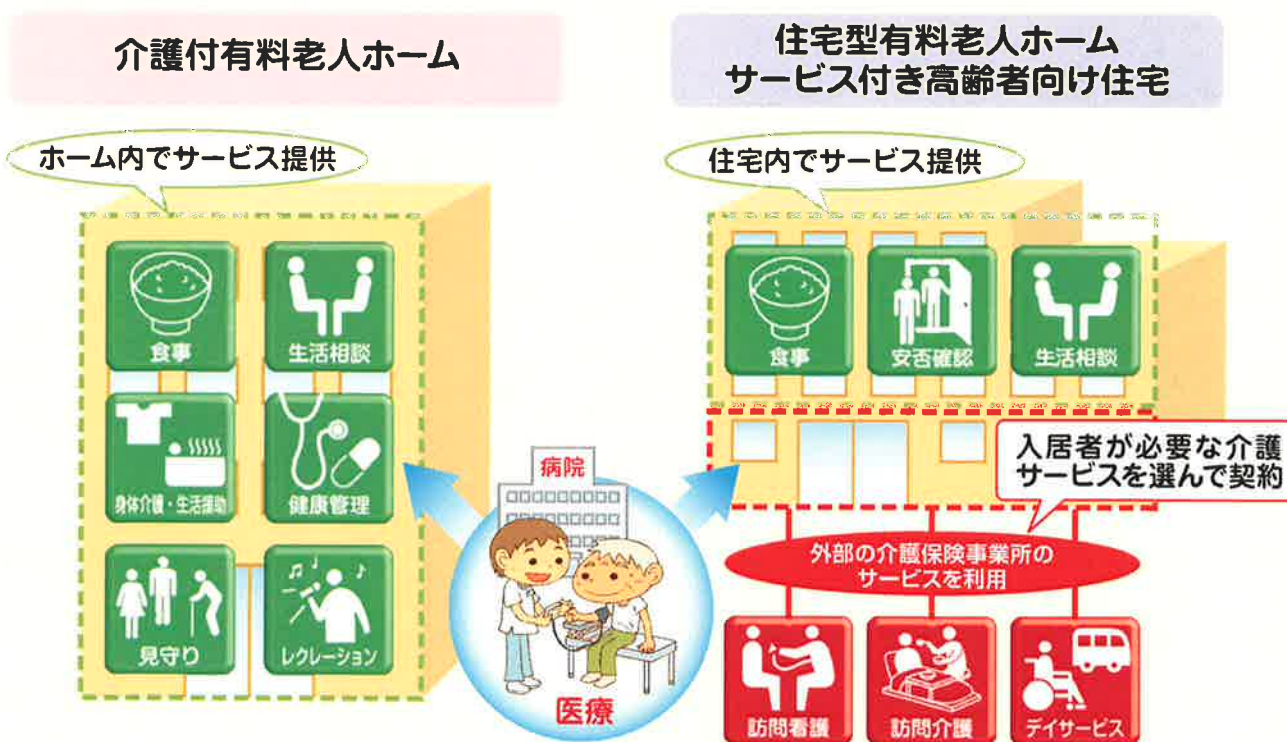 介護付有料老人ホーム
ホーム内でサービス提供
食事
生活相談
身体介護・生活援助
健康管理
見守り
レクレーション
病院
医療
住宅型有料老人ホーム
サービス付き高齢者向け住宅
住宅内でサービス提供
食事
安否確認
生活相談
入居者が必要な介護
サービスを選んで契約
外部の介護保険事業所の
サービスを利用
訪問看護
訪問介護
デイサービス